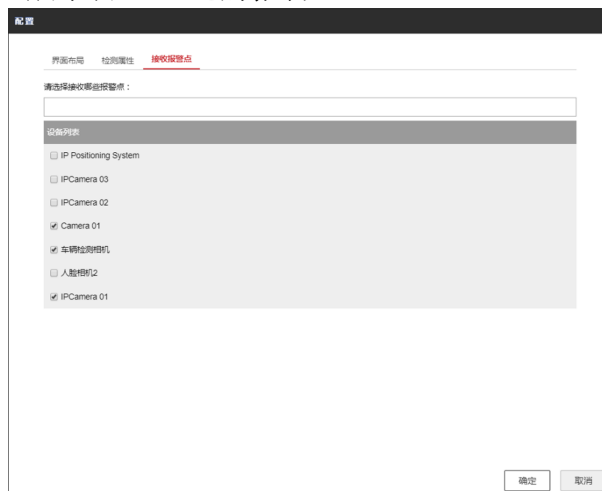 配置
界面布局 检测属性 接收报警点
请选择接收哪些报警点：
设备列表
IP Positioning System
IPCamera 03
IPCamera 02
Camera 01
车辆检测相机
人脸相机2
IPCamera 01
确定 取消